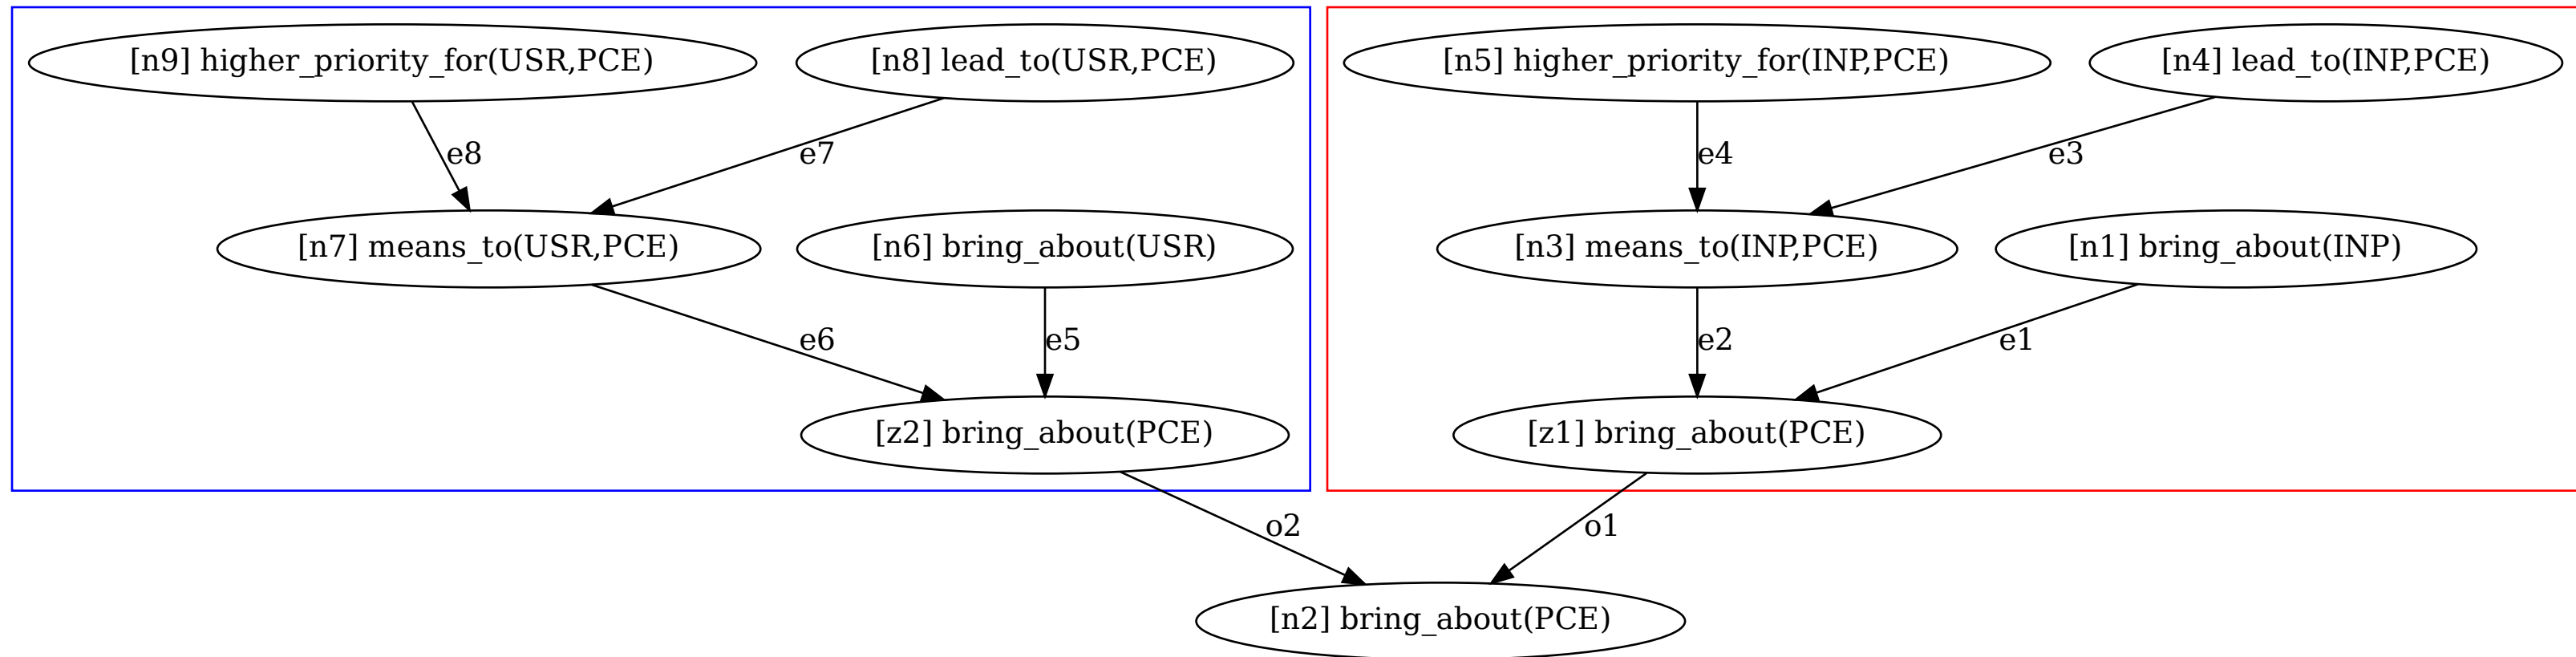 [n9] higher_priority_for(USR,PCE)
[n8] lead_to(USR,PCE)
[n5] higher_priority_for(INP,PCE)
[n4] lead_to(INP,PCE)
e8
e7
e4
e3
[n7] means_to(USR,PCE)
[n6] bring_about(USR)
[n3] means_to(INP,PCE)
[n1] bring_about(INP)
e6
e5
e2
e1
[z2] bring_about(PCE)
[z1] bring_about(PCE)
o2
o1
[n2] bring_about(PCE)